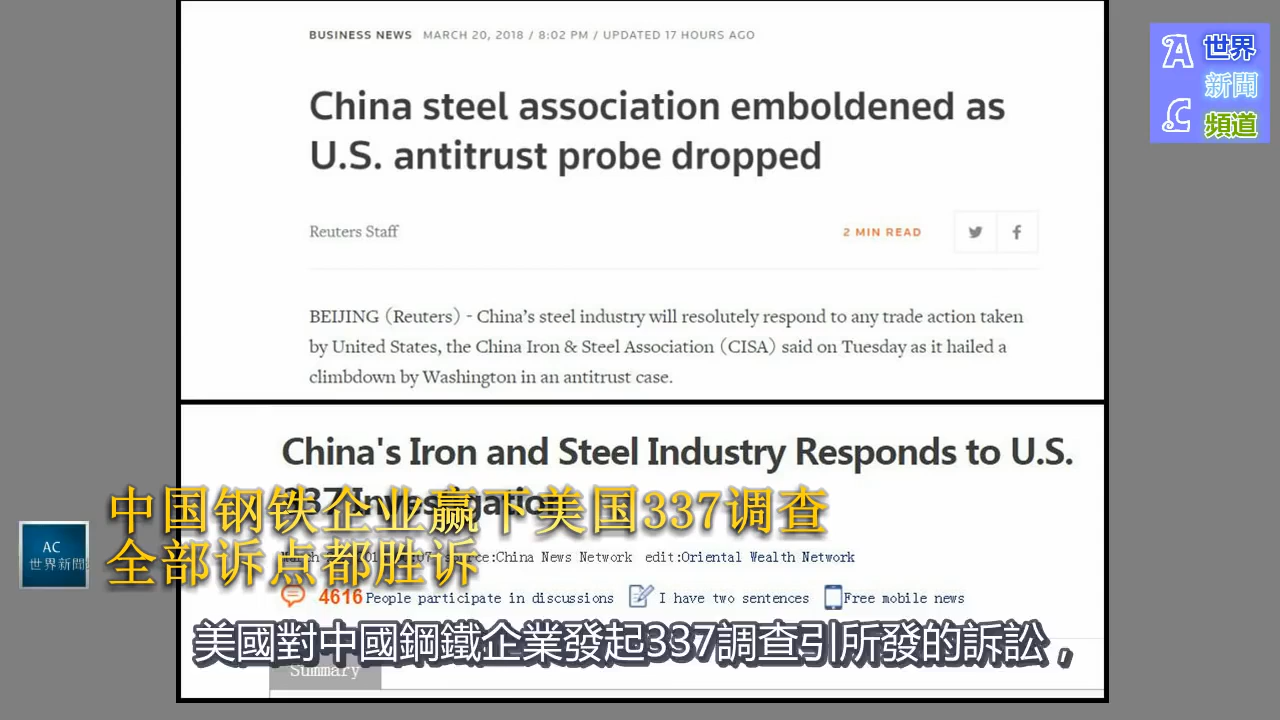 BUSINESS NEWS MARCH 20, 2018 / 8:02 PM / UPDATED 17 HOURS AGO
China steel association emboldened as
U.S. antitrust probe dropped
Reuters Staff
2 MIN READ
BEIJING (Reuters) - China's steel industry will resolutely respond to any trade action taken
by United States, the China Iron & Steel Association (CISA) said on Tuesday as it hailed a
climbdown by Washington in an antitrust case.
A 世界
新聞
C 頻道
China's Iron and Steel Industry Responds to U.S.
337 Investigation
中国钢铁企业赢下美国337调查
全部诉点都胜诉
AC
世界新聞
China News Network edit:Oriental Wealth Network
4616 People participate in discussions I have two sentences Free mobile news
美國對中國鋼鐵企業發起337調查引所發的訴訟，
Summary